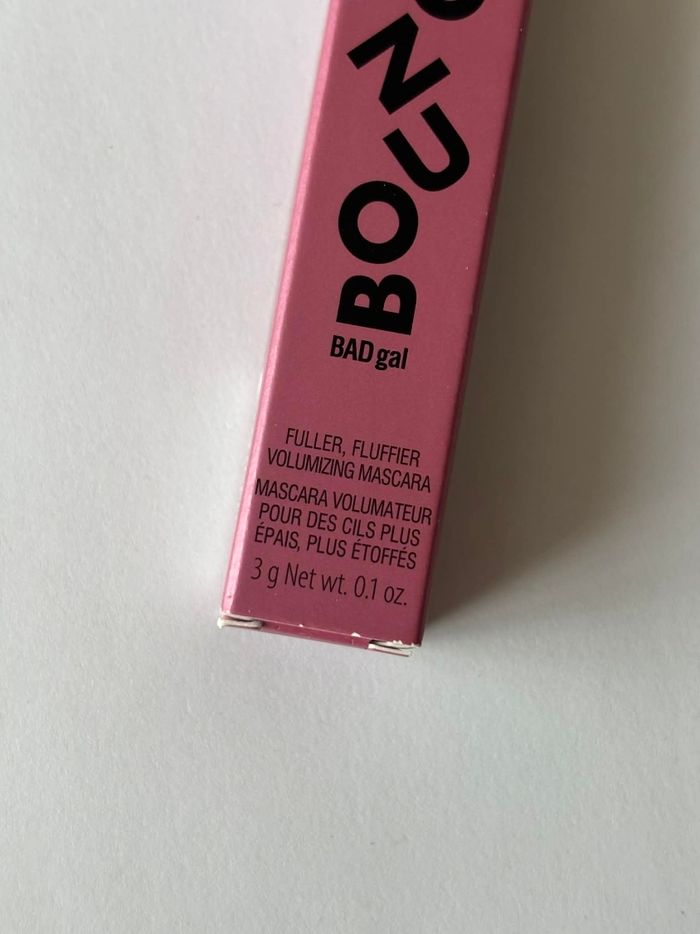 BOUNC
BAD gal
FULLER, FLUFFIER
VOLUMIZING MASCARA
MASCARA VOLUMATEUR
POUR DES CILS PLUS
ÉPAIS, PLUS ÉTOFFÉS
3 g Net wt. 0.1 oz.